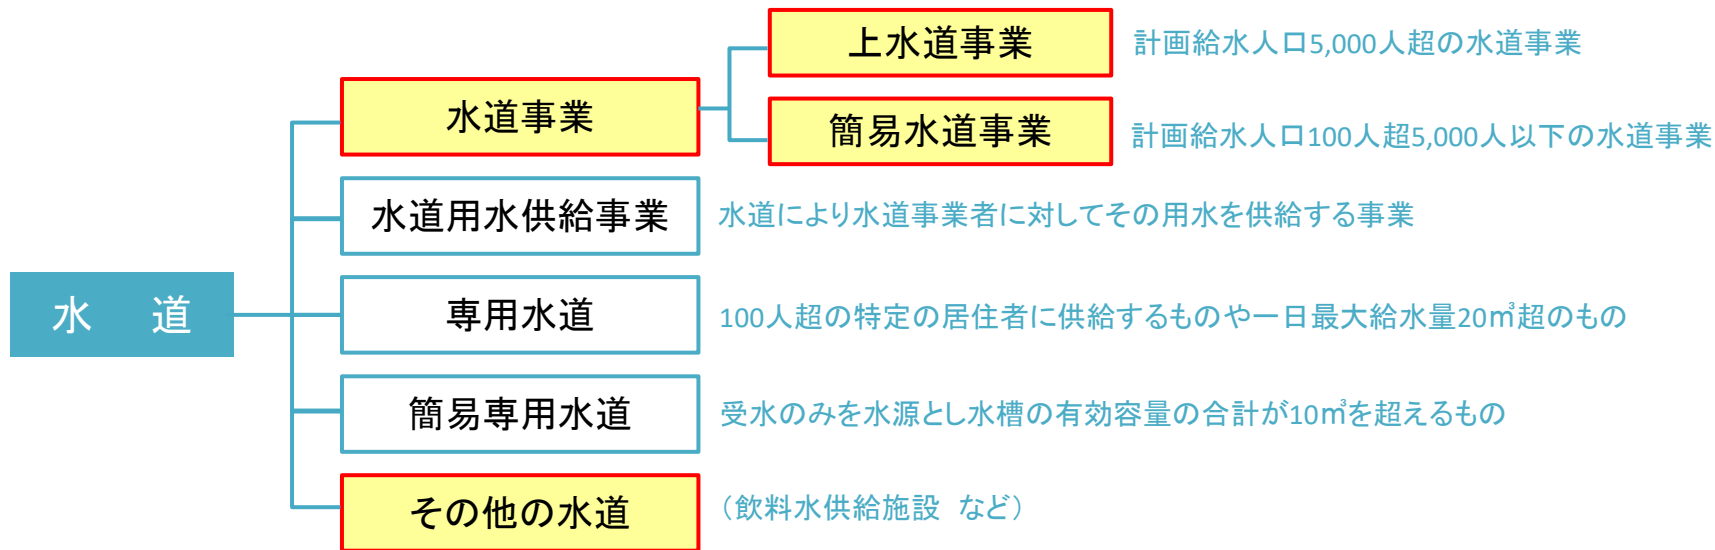 上水道事業
計画給水人口5,000人超の水道事業
水道事業
簡易水道事業
計画給水人口100人超5,000人以下の水道事業
水道用水供給事業
水道により水道事業者に対してその用水を供給する事業
水 道
専用水道
100人超の特定の居住者に供給するものや一日最大給水量20㎥超のもの
簡易専用水道
受水のみを水源とし水槽の有効容量の合計が10㎥を超えるもの
その他の水道
（飲料水供給施設 など）